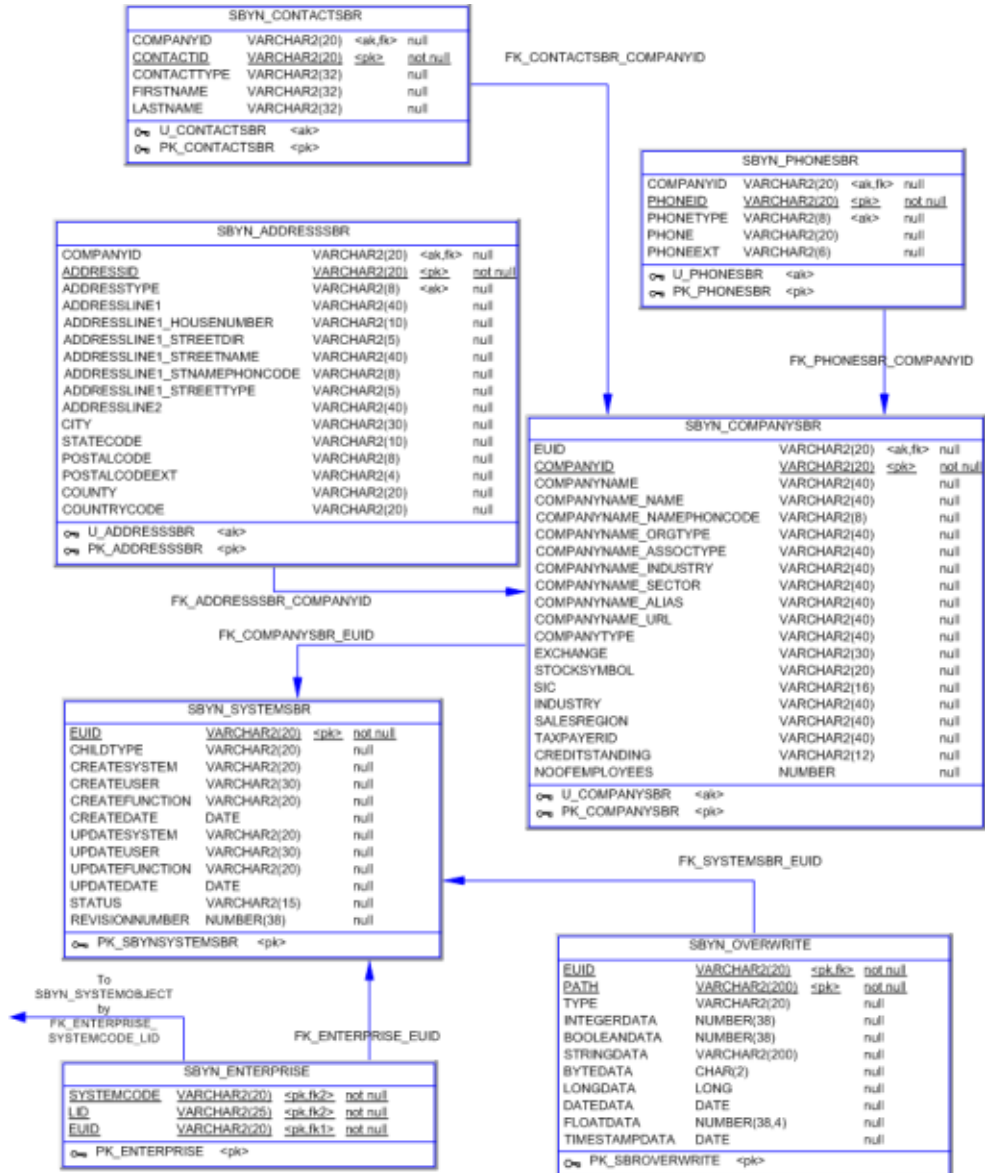 SBYN_CONTACTSBR
COMPANYID VARCHAR2(20) <ak,fk> null
CONTACTID VARCHAR2(20) <pk> not null
CONTACTTYPE VARCHAR2(32) null
FIRSTNAME VARCHAR2(32) null
LASTNAME VARCHAR2(32) null
U_CONTACTSBR <ak>
PK_CONTACTSBR <pk>
FK_CONTACTSBR_COMPANYID
SBYN_PHONESBR
COMPANYID VARCHAR2(20) <ak,fk> null
PHONEID VARCHAR2(20) <pk> not null
PHONETYPE VARCHAR2(8) <ak> null
PHONE VARCHAR2(20) null
PHONEEXT VARCHAR2(6) null
U_PHONESBR <ak>
PK_PHONESBR <pk>
FK_PHONESBR_COMPANYID
SBYN_ADDRESSSBR
COMPANYID VARCHAR2(20) <ak,fk> null
ADDRESSID VARCHAR2(20) <pk> not null
ADDRESSTYPE VARCHAR2(8) <ak> null
ADDRESSLINE1 VARCHAR2(40) null
ADDRESSLINE1_HOUSENUMBER VARCHAR2(10) null
ADDRESSLINE1_STREETDIR VARCHAR2(5) null
ADDRESSLINE1_STREETNAME VARCHAR2(40) null
ADDRESSLINE1_STNAMEPHONCODE VARCHAR2(8) null
ADDRESSLINE1_STREETTYPE VARCHAR2(5) null
ADDRESSLINE2 VARCHAR2(40) null
CITY VARCHAR2(30) null
STATECODE VARCHAR2(10) null
POSTALCODE VARCHAR2(8) null
POSTALCODEEXT VARCHAR2(4) null
COUNTY VARCHAR2(20) null
COUNTRYCODE VARCHAR2(20) null
U_ADDRESSSBR <ak>
PK_ADDRESSSBR <pk>
FK_ADDRESSSBR_COMPANYID
SBYN_COMPANYSBR
EUID VARCHAR2(20) <ak,fk> null
COMPANYID VARCHAR2(20) <pk> not null
COMPANYNAME VARCHAR2(40) null
COMPANYNAME_NAME VARCHAR2(40) null
COMPANYNAME_NAMEPHONCODE VARCHAR2(8) null
COMPANYNAME_ORGTYPE VARCHAR2(40) null
COMPANYNAME_ASSOCTYPE VARCHAR2(40) null
COMPANYNAME_INDUSTRY VARCHAR2(40) null
COMPANYNAME_SECTOR VARCHAR2(40) null
COMPANYNAME_ALIAS VARCHAR2(40) null
COMPANYNAME_URL VARCHAR2(40) null
COMPANYTYPE VARCHAR2(40) null
EXCHANGE VARCHAR2(30) null
STOCKSYMBOL VARCHAR2(20) null
SIC VARCHAR2(16) null
INDUSTRY VARCHAR2(40) null
SALESREGION VARCHAR2(40) null
TAXPAYERID VARCHAR2(40) null
CREDITSTANDING VARCHAR2(12) null
NOOFEMPLOYEES NUMBER null
U_COMPANYSBR <ak>
PK_COMPANYSBR <pk>
FK_COMPANYSBR_EUID
SBYN_SYSTEMSBR
EUID VARCHAR2(20) <pk> not null
CHILDTYPE VARCHAR2(20) null
CREATESYSTEM VARCHAR2(20) null
CREATEUSER VARCHAR2(30) null
CREATEFUNCTION VARCHAR2(20) null
CREATEDATE DATE null
UPDATESYSTEM VARCHAR2(20) null
UPDATEUSER VARCHAR2(30) null
UPDATEFUNCTION VARCHAR2(20) null
UPDATEDATE DATE null
STATUS VARCHAR2(15) null
REVISIONNUMBER NUMBER(38) null
PK_SBYNSYSTEMSBR <pk>
FK_SYSTEMSBR_EUID
SBYN_OVERWRITE
EUID VARCHAR2(20) <pk,fk> not null
PATH VARCHAR2(200) <pk> not null
TYPE VARCHAR2(20) null
INTEGERDATA NUMBER(38) null
BOOLEANDATA NUMBER(38) null
STRINGDATA VARCHAR2(200) null
BYTEDATA CHAR(2) null
LONGDATA LONG null
DATEDATA DATE null
FLOATDATA NUMBER(38,4) null
TIMESTAMPDATA DATE null
PK_SBROVERWRITE <pk>
To
SBYN_SYSTEMOBJECT
by
FK_ENTERPRISE_
SYSTEMCODE_LID
FK_ENTERPRISE_EUID
SBYN_ENTERPRISE
SYSTEMCODE VARCHAR2(20) <pk,fk2> not null
LID VARCHAR2(25) <pk,fk2> not null
EUID VARCHAR2(20) <pk,fk1> not null
PK_ENTERPRISE <pk>